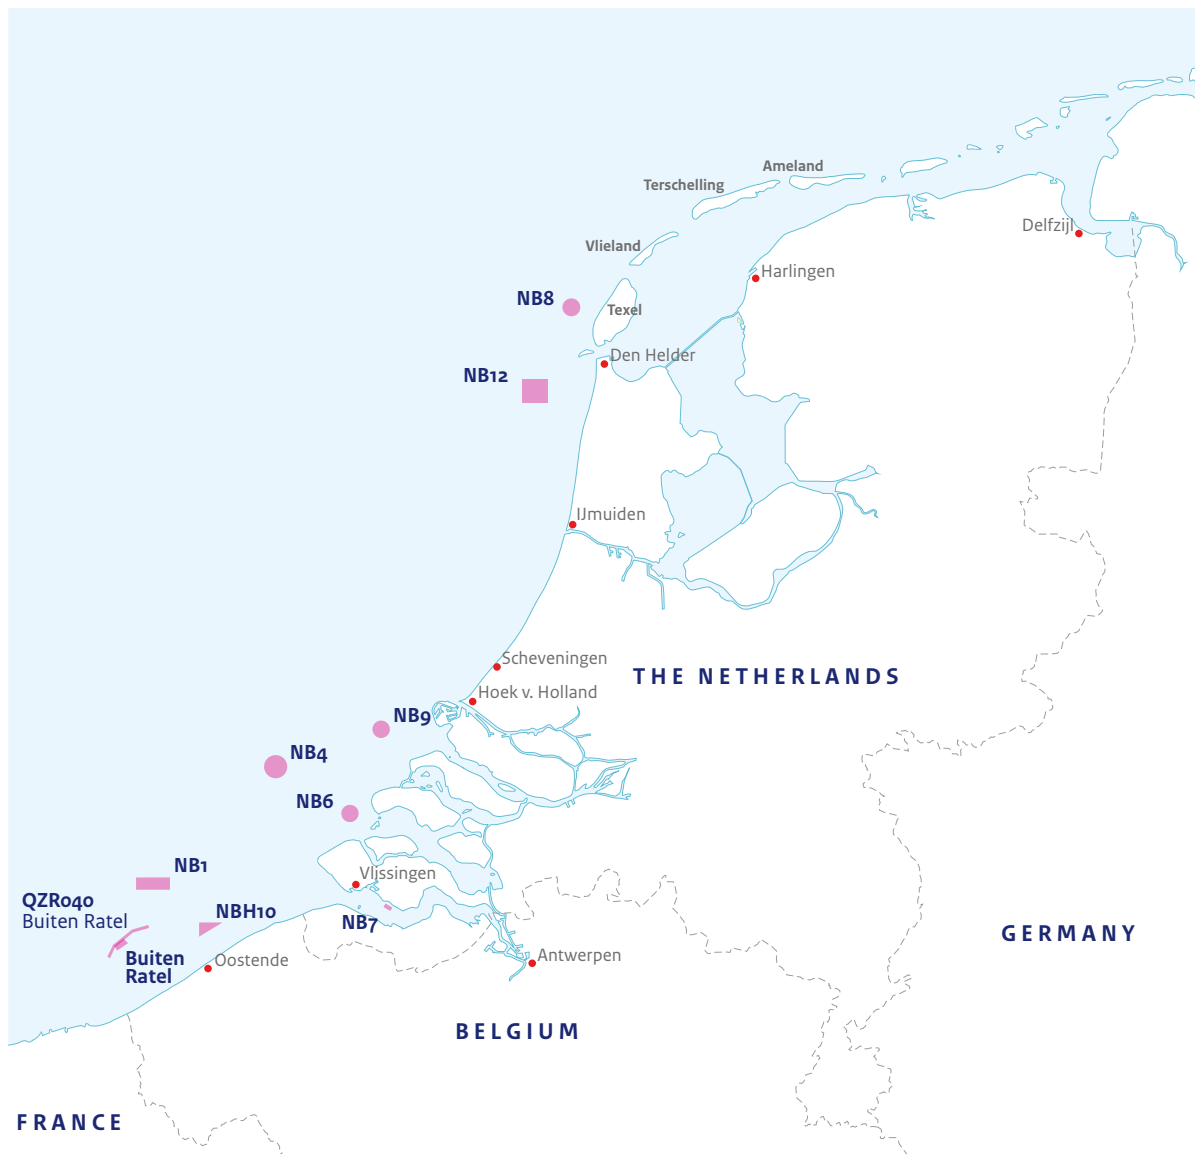 Ameland
Terschelling
Delfzijl
Vlieland
Harlingen
NB8
Texel
Den Helder
NB12
IJmuiden
Scheveningen
THE NETHERLANDS
Hoek v. Holland
NB9
NB4
NB6
NB1
Vlissingen
QZR040
Buiten Ratel
NBH10
NB7
GERMANY
Buiten
Ratel
Oostende
Antwerpen
BELGIUM
FRANCE